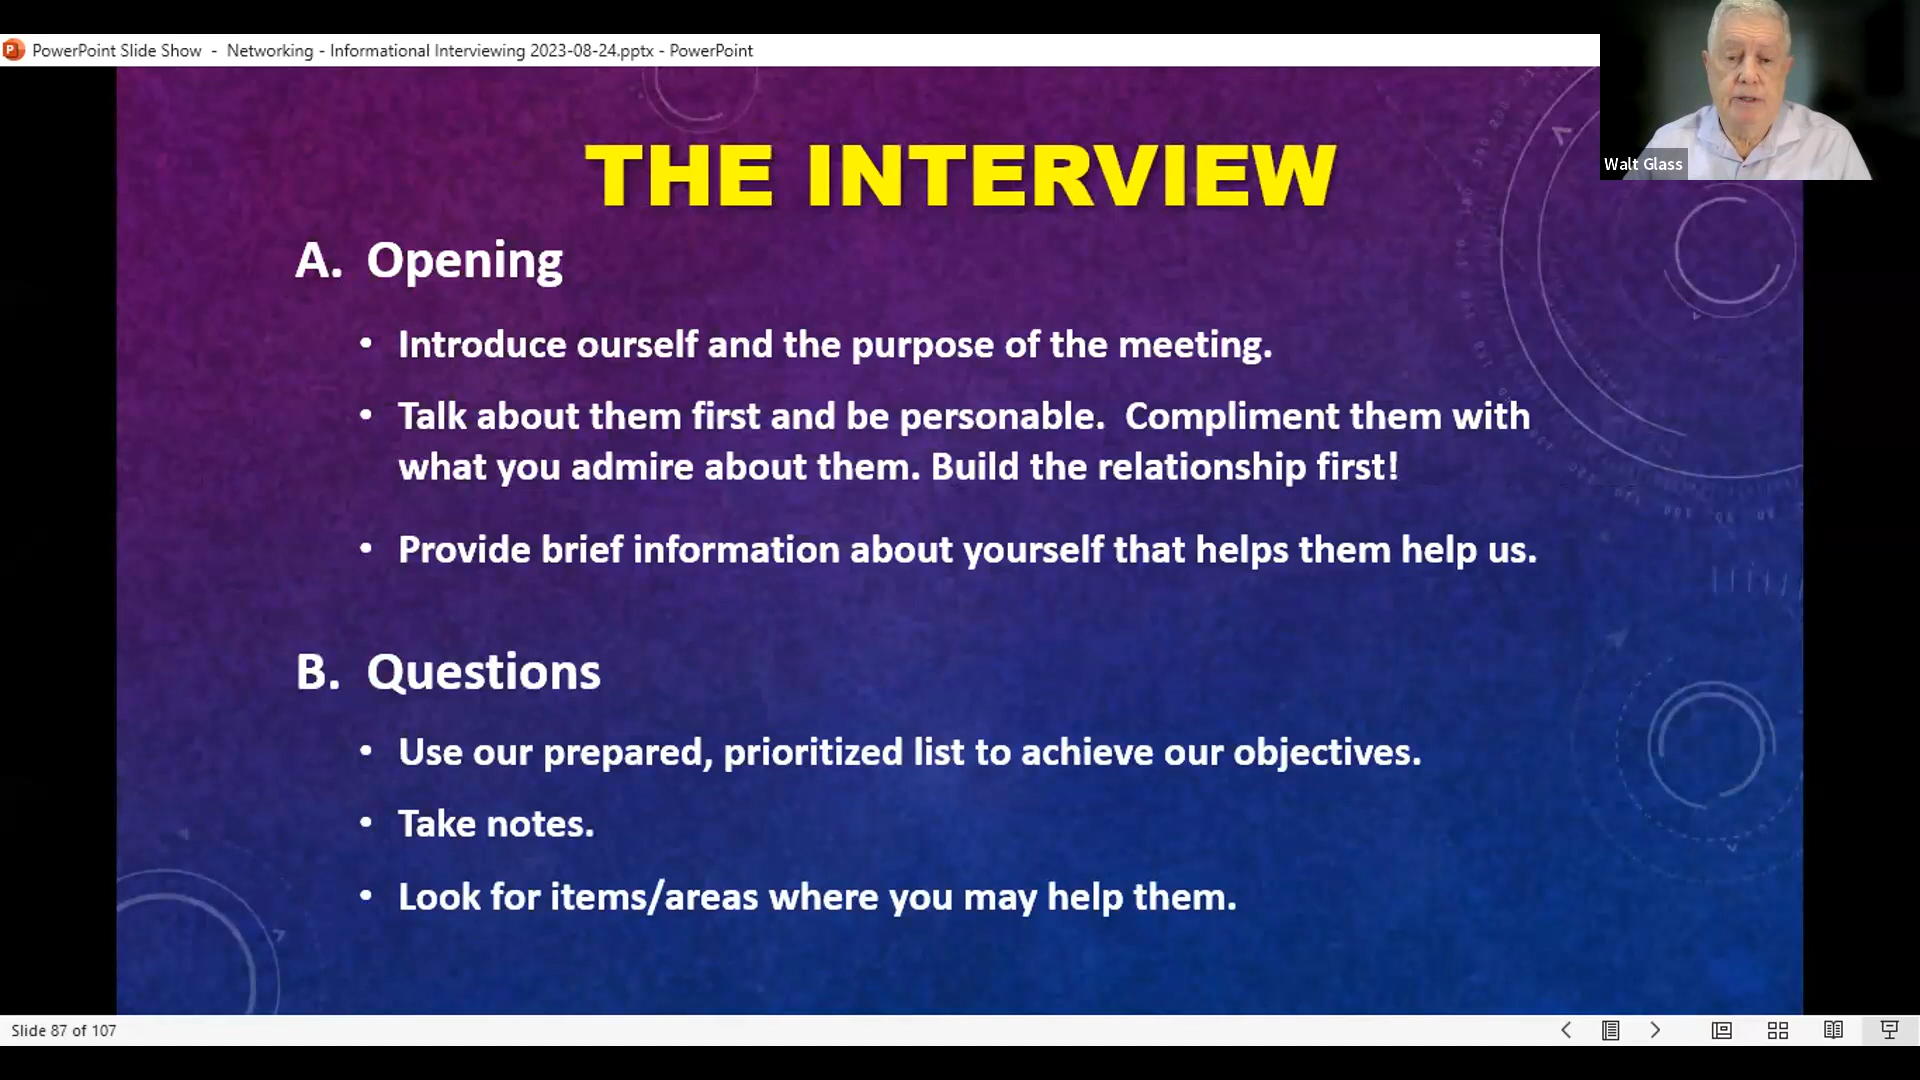 PowerPoint Slide Show - Networking - Informational Interviewing 2023-08-24.pptx - PowerPoint
Walt Glass
THE INTERVIEW
A. Opening
• Introduce ourself and the purpose of the meeting.
• Talk about them first and be personable. Compliment them with
what you admire about them. Build the relationship first!
• Provide brief information about yourself that helps them help us.
B. Questions
• Use our prepared, prioritized list to achieve our objectives.
• Take notes.
• Look for items/areas where you may help them.
Slide 87 of 107